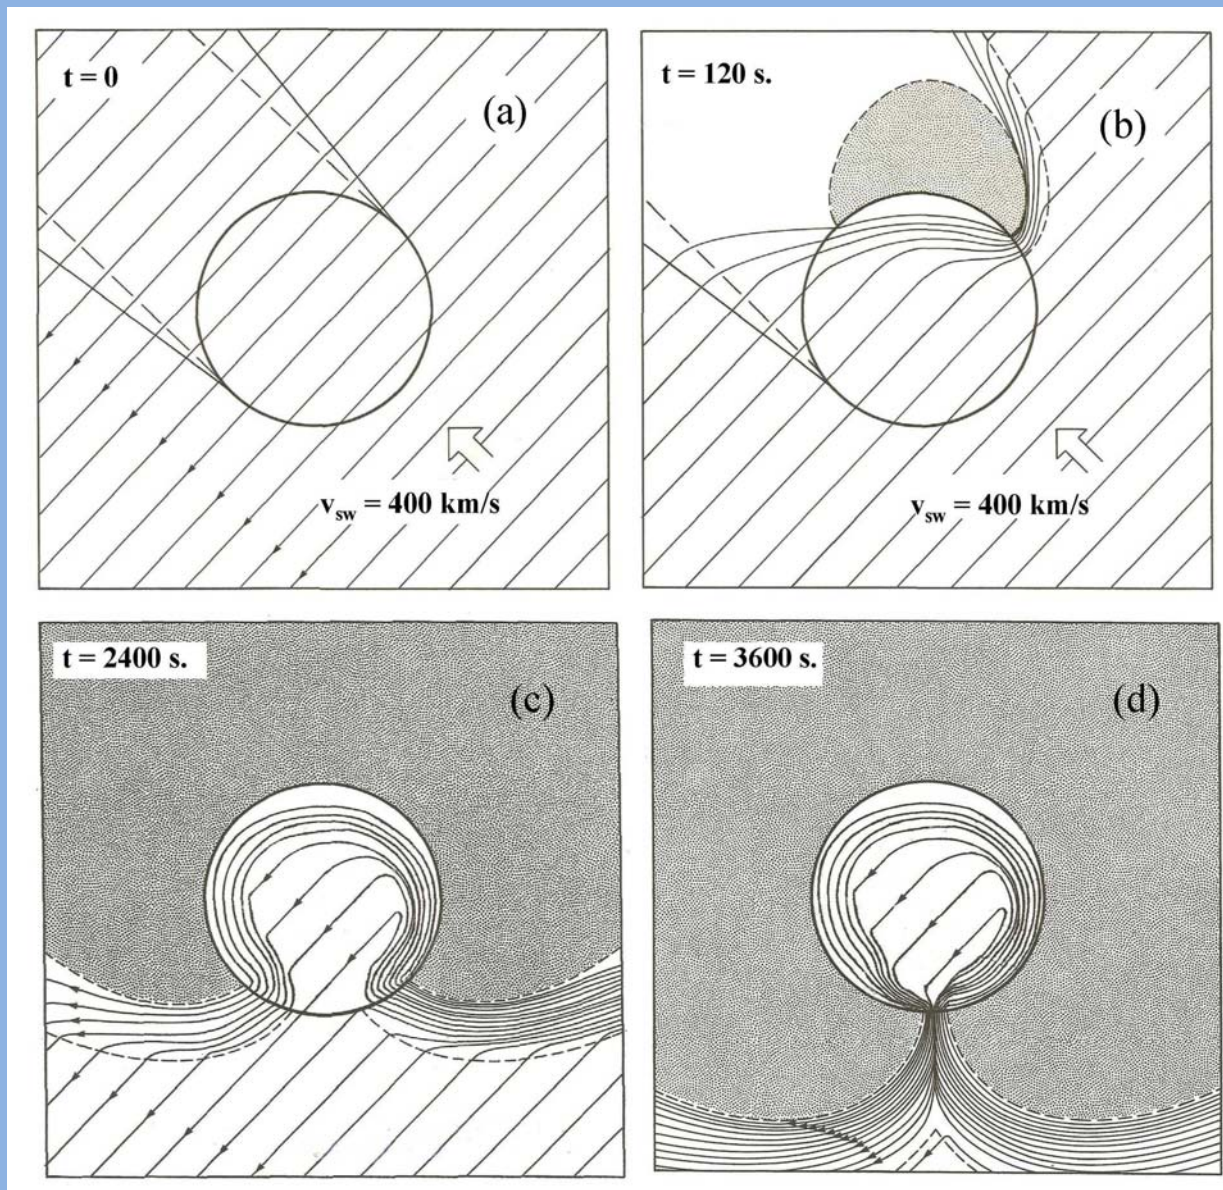 t = 0
(a)
v_sw = 400 km/s
t = 120 s.
(b)
v_sw = 400 km/s
t = 2400 s.
(c)
t = 3600 s.
(d)